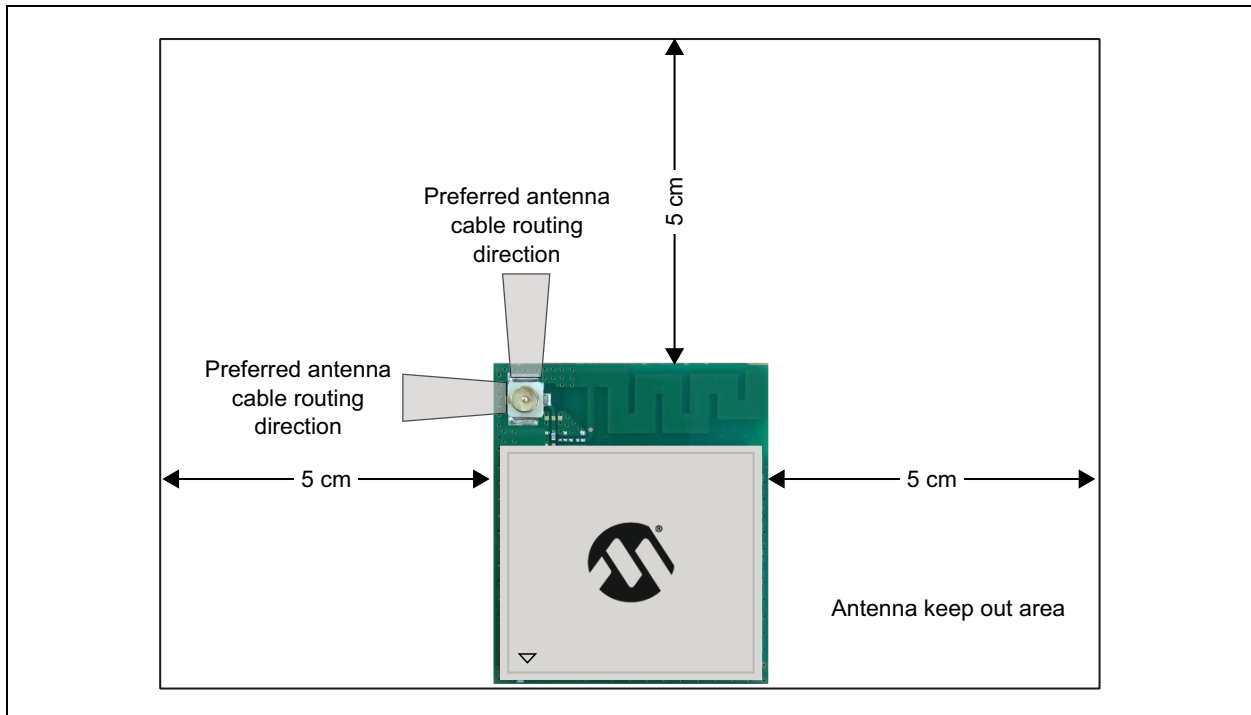 5 cm
Preferred antenna
cable routing
direction
Preferred antenna
cable routing
direction
5 cm
5 cm
Antenna keep out area
®